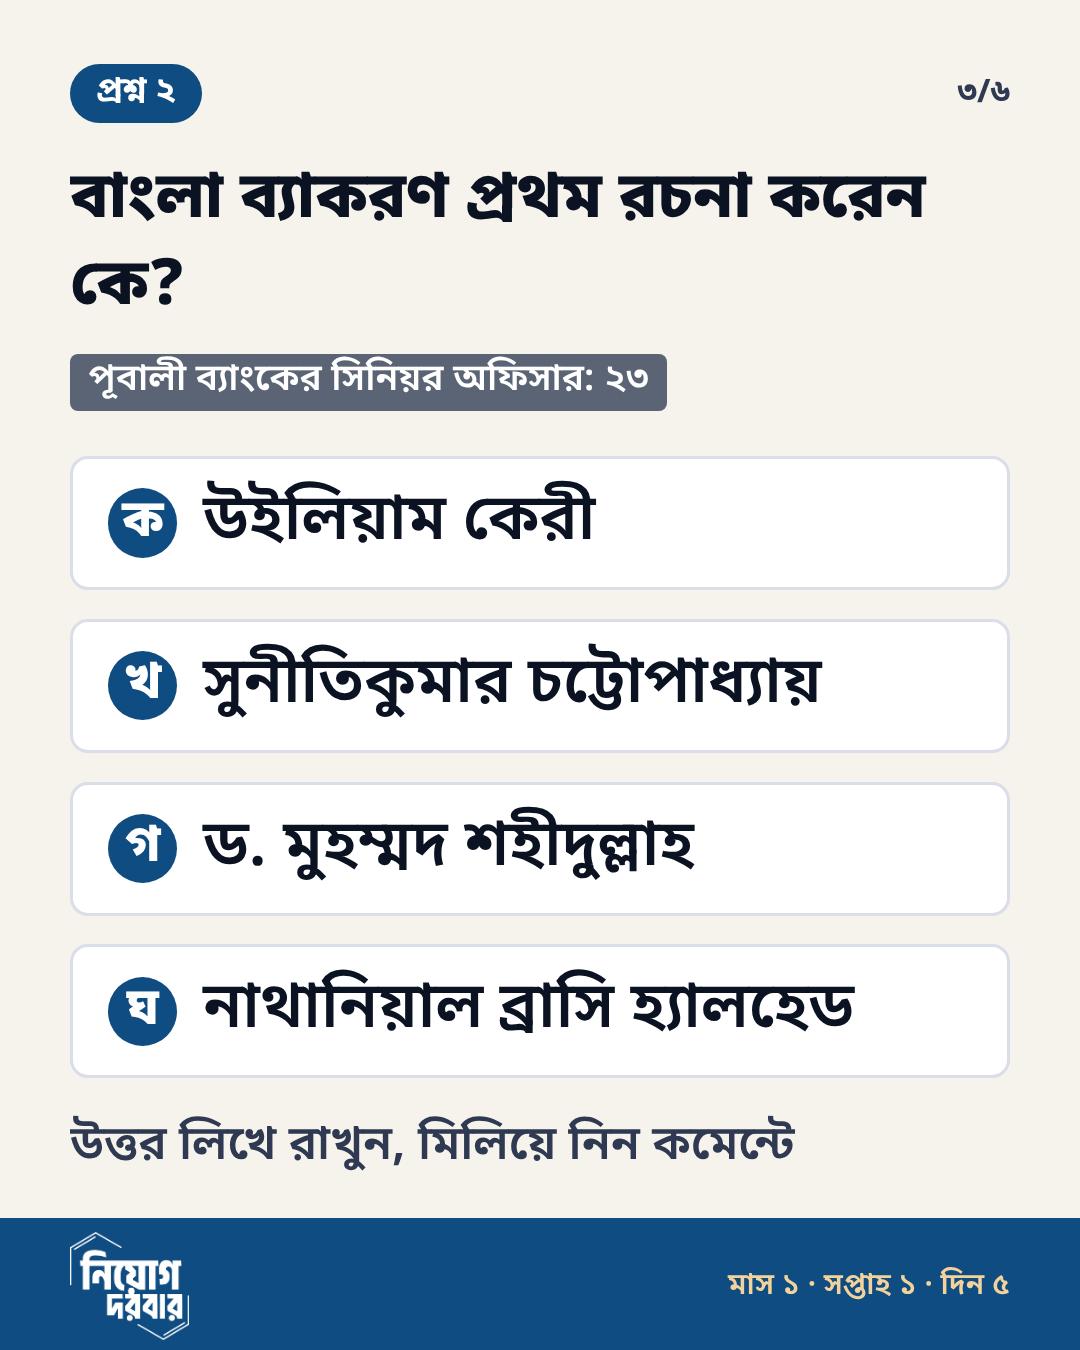 প্রশ্ন ২
৩/৬
বাংলা ব্যাকরণ প্রথম রচনা করেন
কে?
পূবালী ব্যাংকের সিনিয়র অফিসার: ২৩
ক উইলিয়াম কেরী
খ সুনীতিকুমার চট্টোপাধ্যায়
গ ড. মুহম্মদ শহীদুল্লাহ
ঘ নাথানিয়াল ব্রাসি হ্যালহেড
উত্তর লিখে রাখুন, মিলিয়ে নিন কমেন্টে
নিয়োগ
দরবার
মাস ১ · সপ্তাহ ১ · দিন ৫